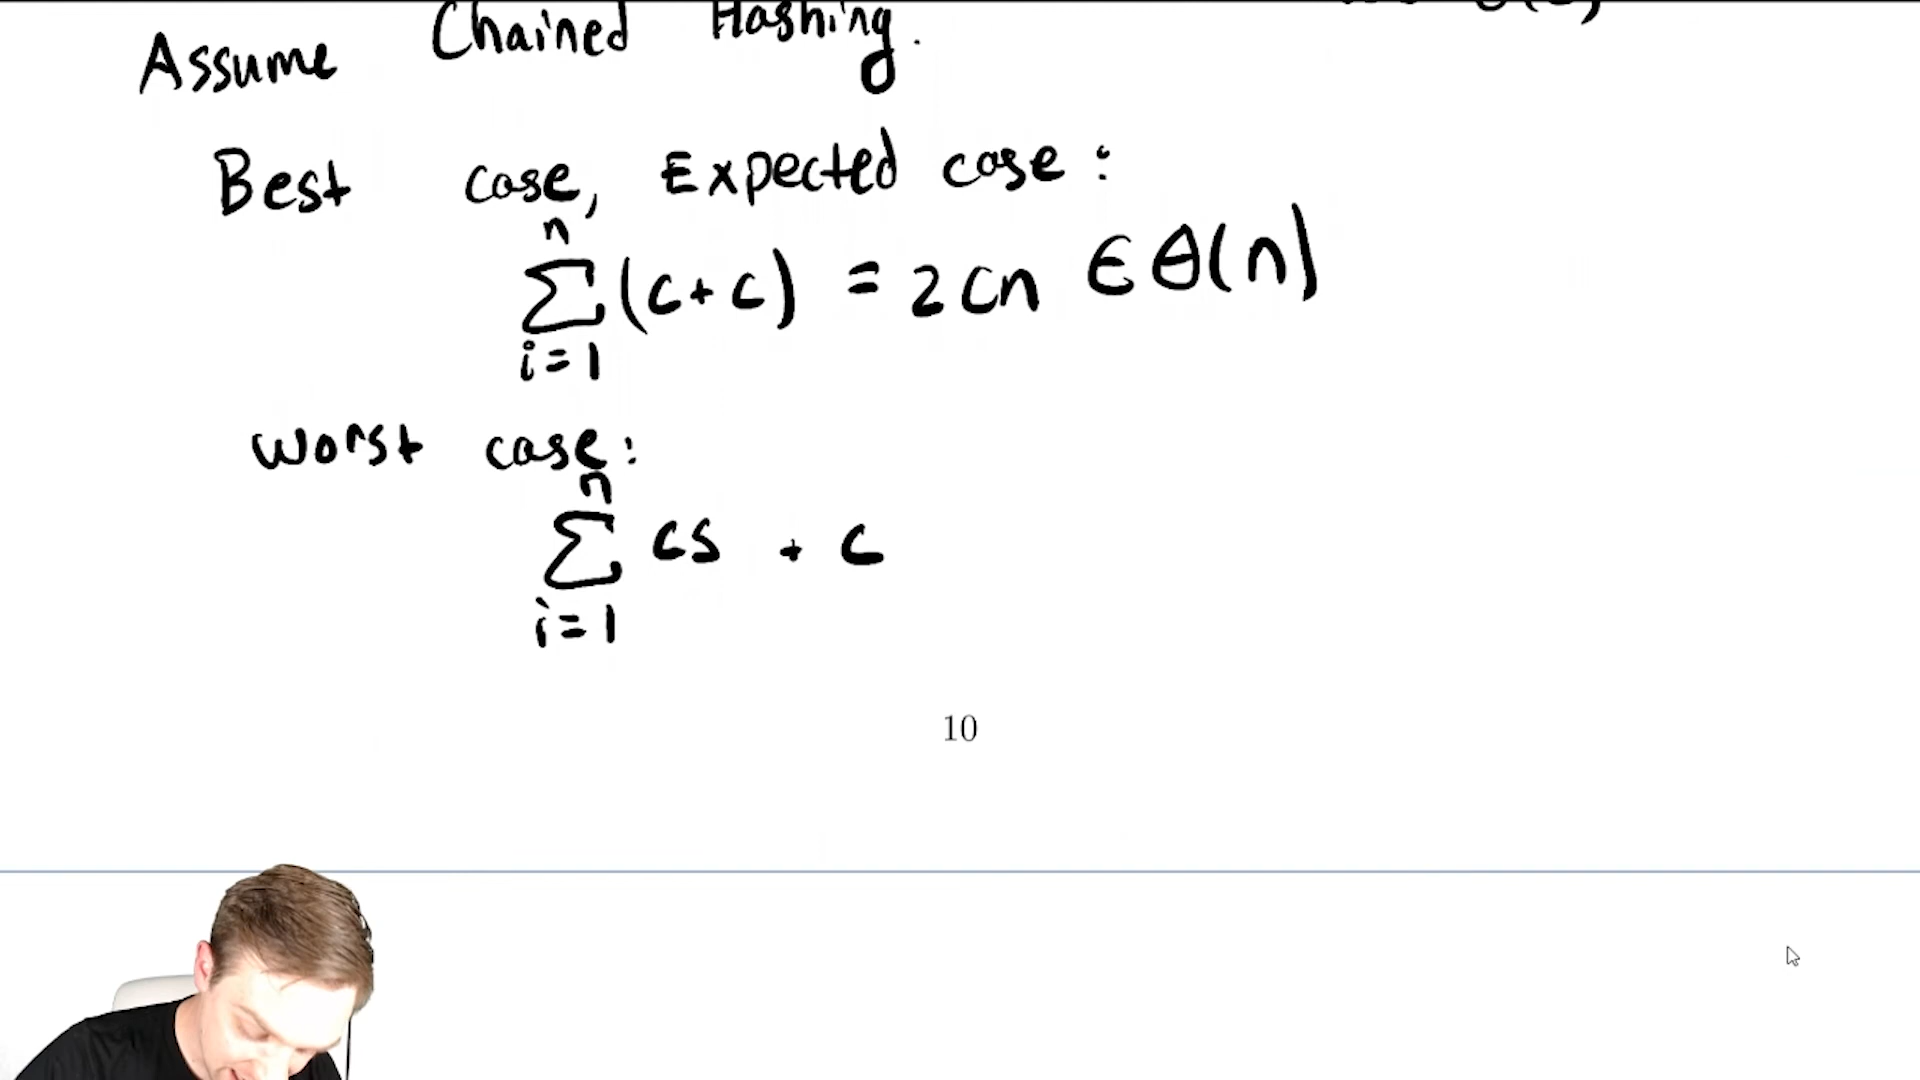 Assume Chained Hashing.
Best case, Expected case:
n
∑ (c+c) = 2cn ∈ Θ(n)
i=1
worst case:
n
∑ cs + c
i=1
10